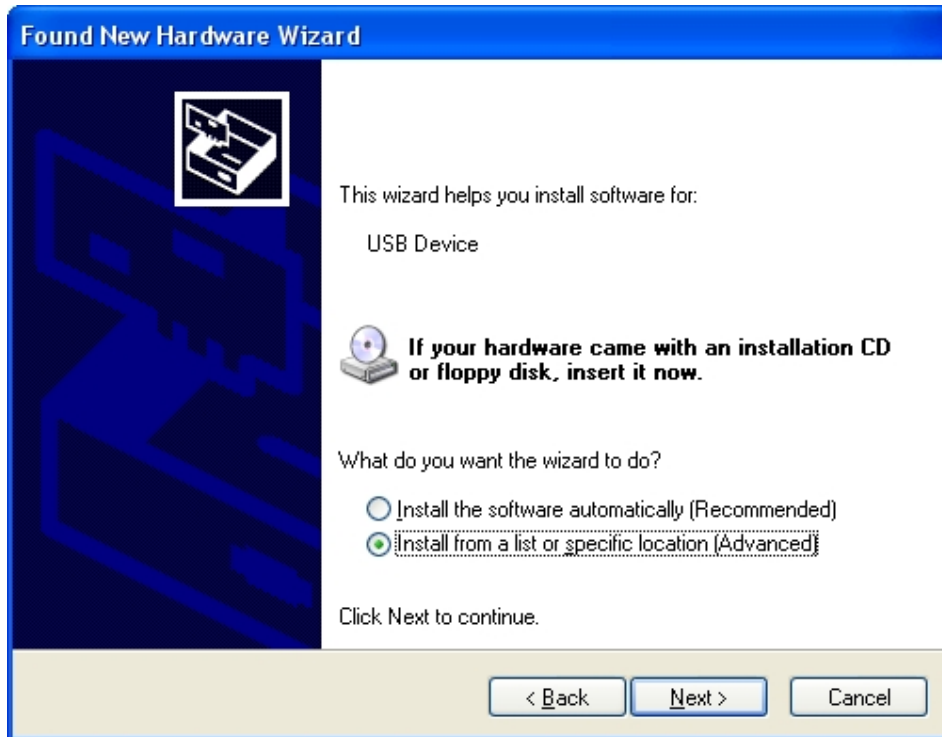 Found New Hardware Wizard
This wizard helps you install software for:
USB Device
If your hardware came with an installation CD
or floppy disk, insert it now.
What do you want the wizard to do?
Install the software automatically (Recommended)
Install from a list or specific location (Advanced)
Click Next to continue.
< Back
Next >
Cancel